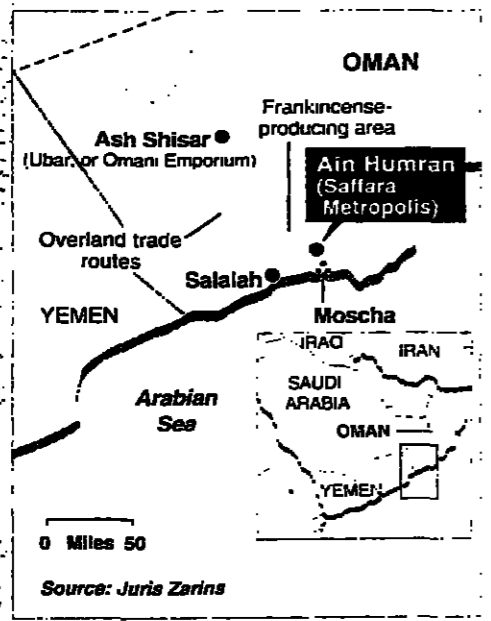 OMAN
Frankincense-
producing area
Ash Shisar
(Ubar, or Omani Emporium)
Ain Humran
(Saffara
Metropolis)
Overland trade
routes
Salalah
YEMEN
Moscha
Arabian
Sea
IRAQ
IRAN
SAUDI
ARABIA
OMAN
YEMEN
0 Miles 50
Source: Juris Zarins